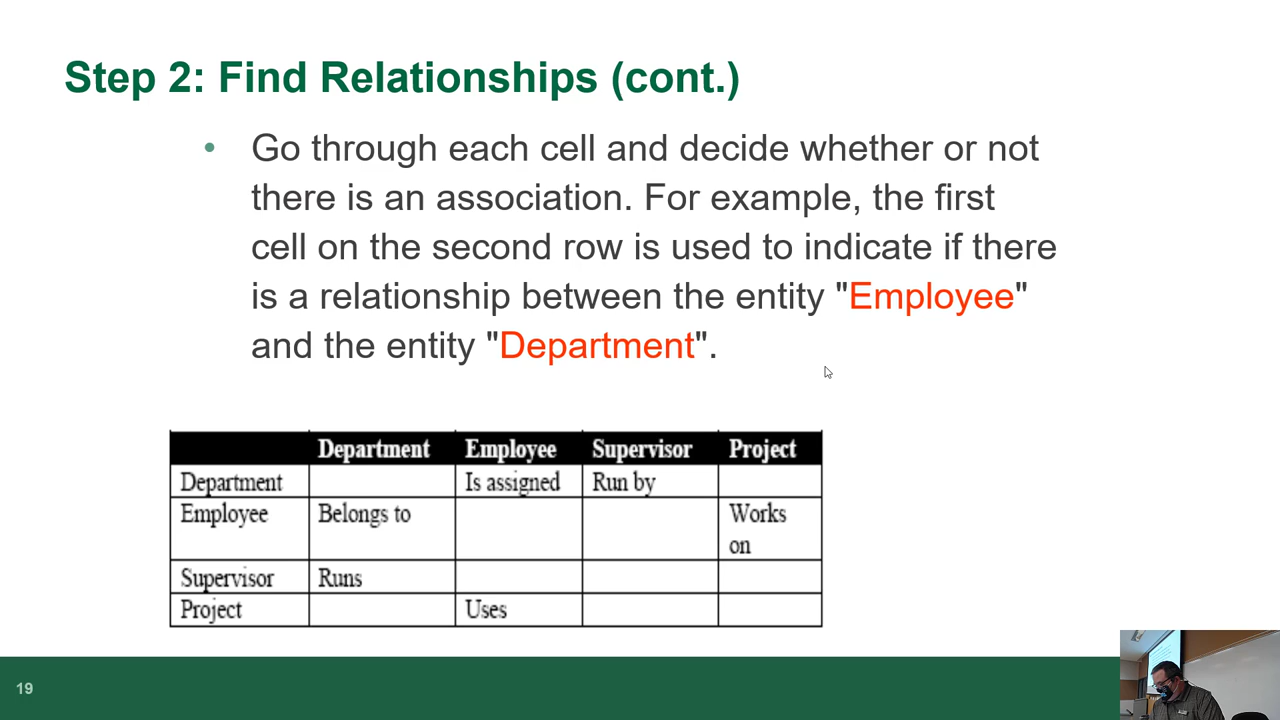 Step 2: Find Relationships (cont.)
• Go through each cell and decide whether or not
there is an association. For example, the first
cell on the second row is used to indicate if there
is a relationship between the entity "Employee"
and the entity "Department".
Department Employee Supervisor Project
Department Is assigned Run by
Employee Belongs to Works
on
Supervisor Runs
Project Uses
19